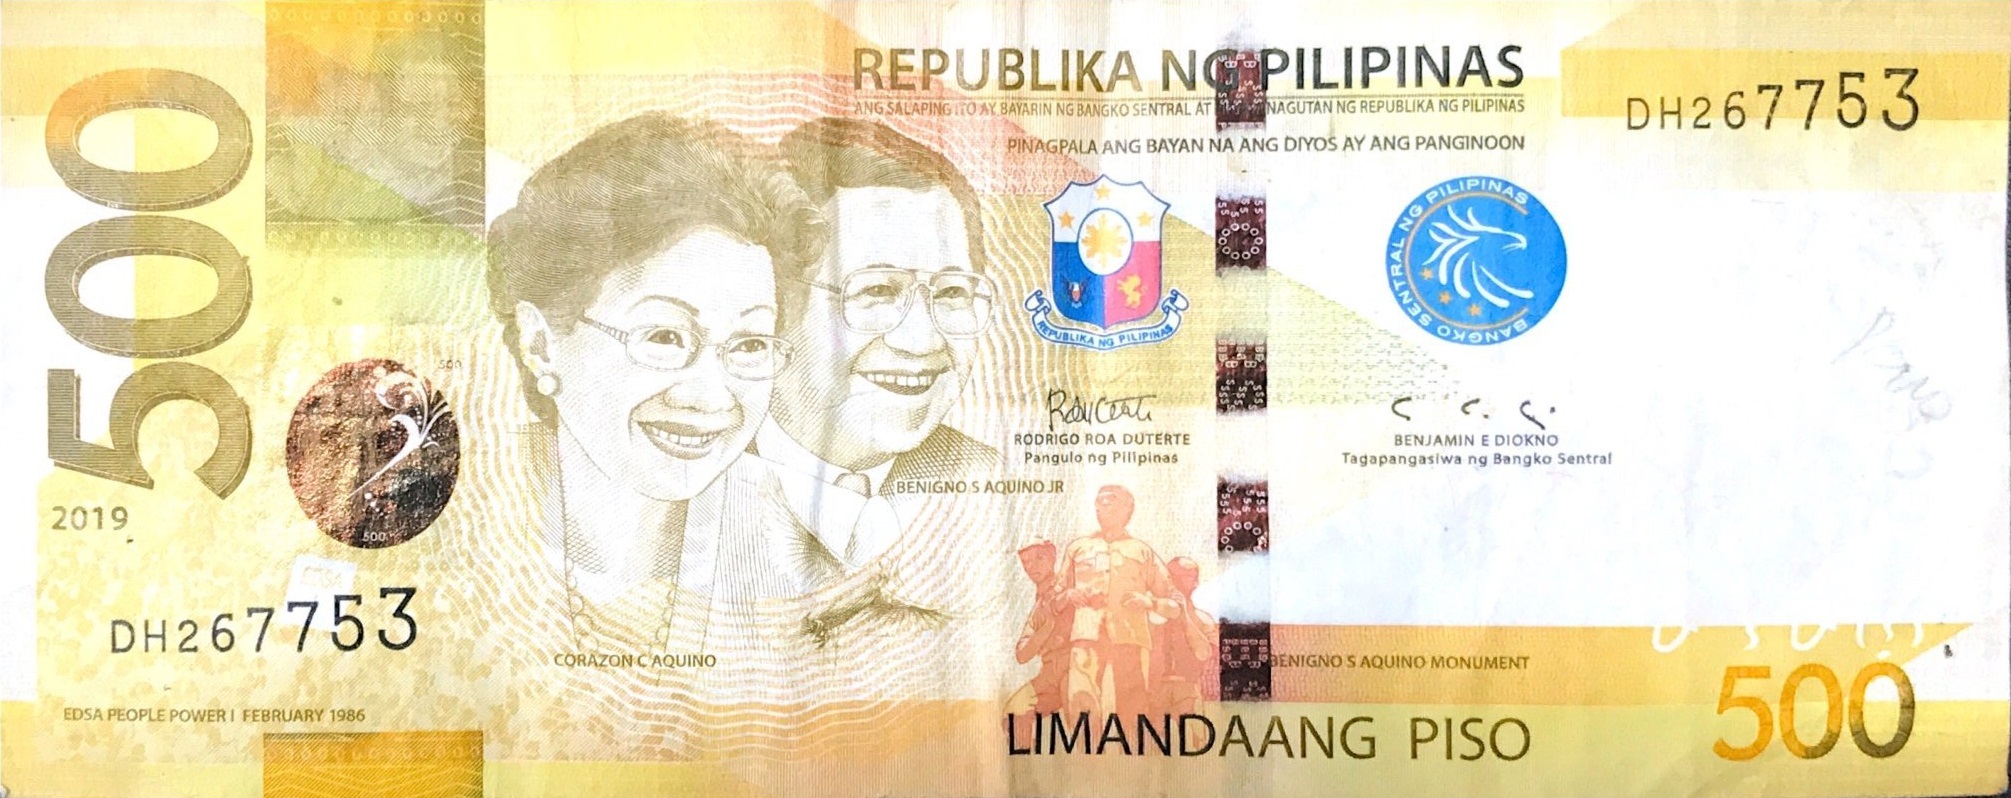 500
REPUBLIKA NG PILIPINAS
ANG SALAPING ITO AY BAYARIN NG BANGKO SENTRAL AT NAGUTAN NG REPUBLIKA NG PILIPINAS
PINAGPALA ANG BAYAN NA ANG DIYOS AY ANG PANGINOON
DH267753
REPUBLIKA NG PILIPINAS
BANGKO SENTRAL NG PILIPINAS
500
500
RODRIGO ROA DUTERTE
Pangulo ng Pilipinas
BENJAMIN E DIOKNO
Tagapangasiwa ng Bangko Sentral
BENIGNO S AQUINO JR
2019
DH267753
CORAZON C AQUINO
BENIGNO S AQUINO MONUMENT
EDSA PEOPLE POWER I FEBRUARY 1986
LIMANDAANG PISO
500